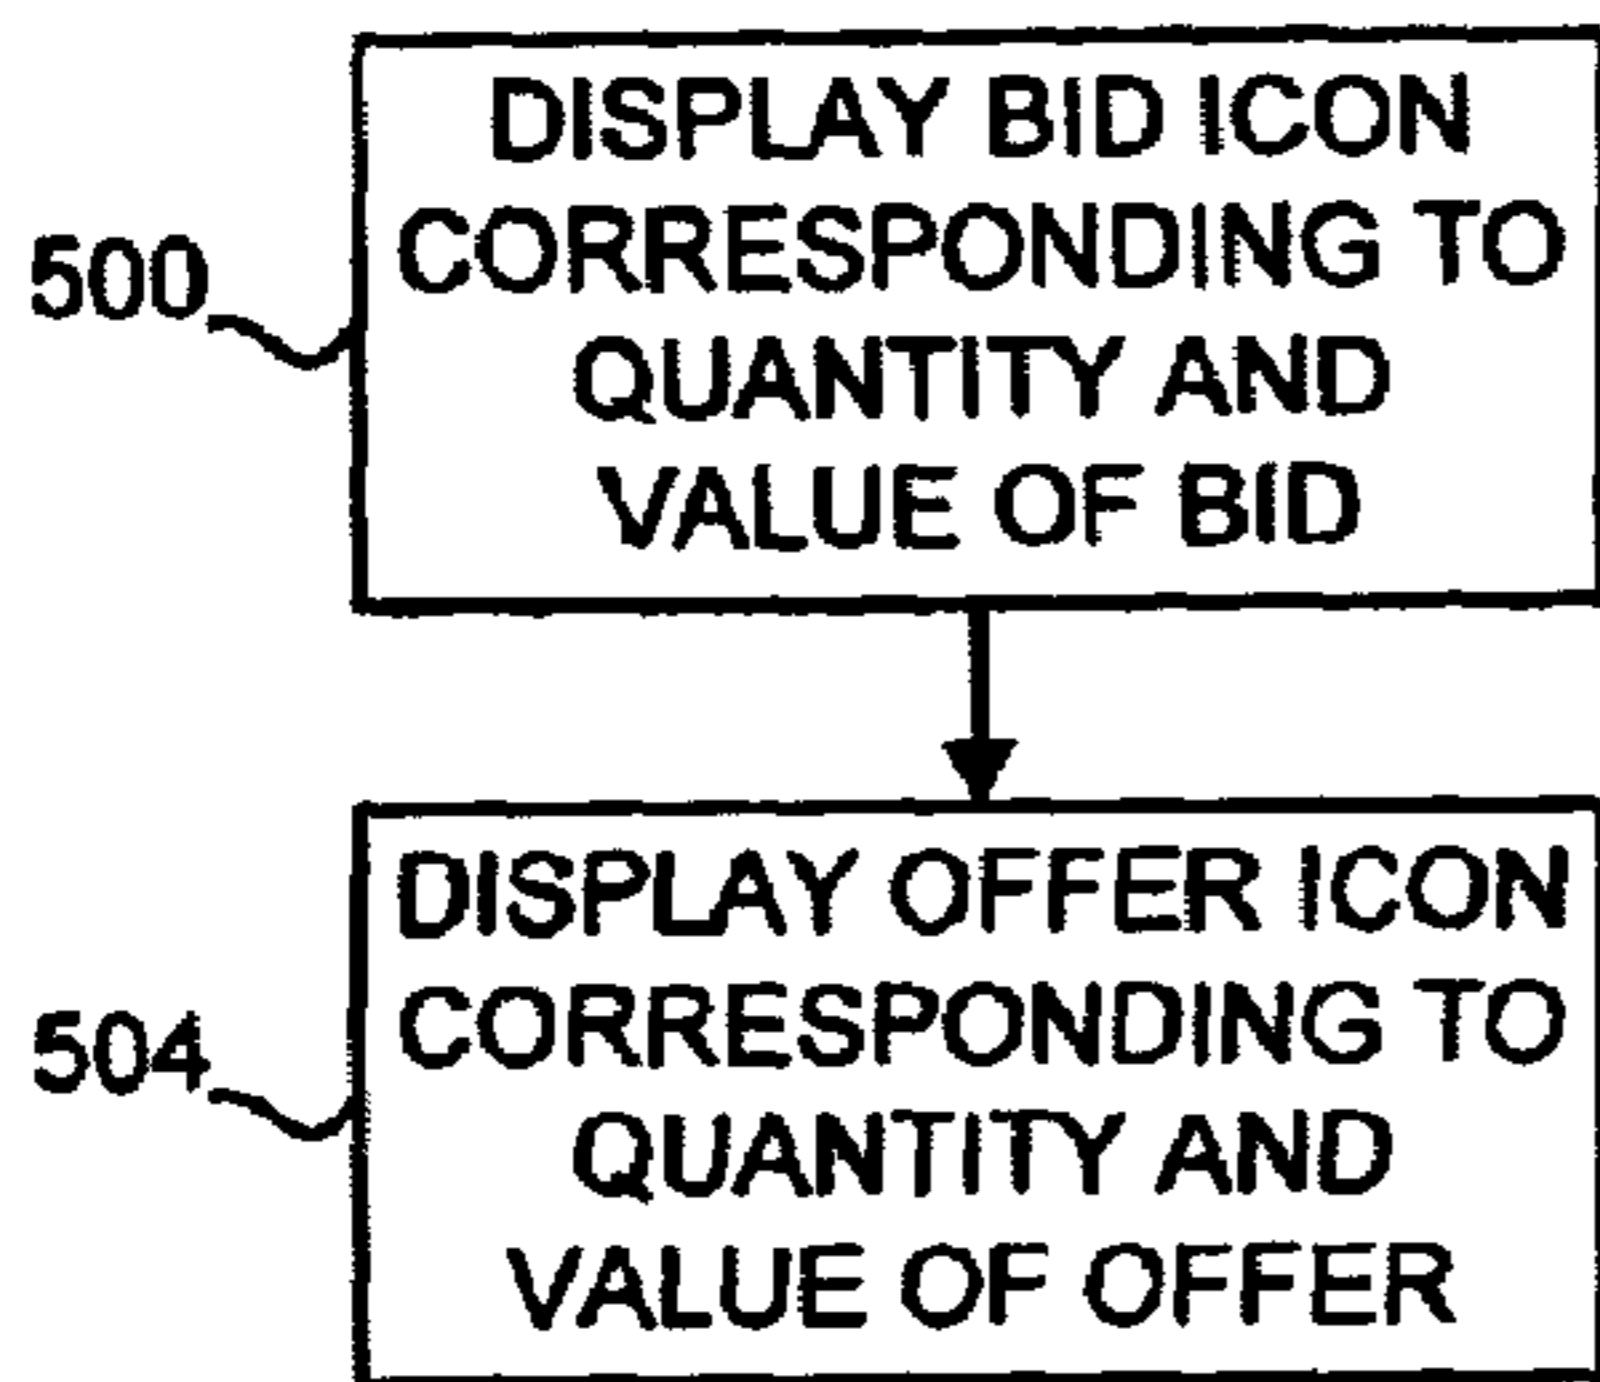 DISPLAY BID ICON
CORRESPONDING TO
QUANTITY AND
VALUE OF BID
500
DISPLAY OFFER ICON
CORRESPONDING TO
QUANTITY AND
VALUE OF OFFER
504